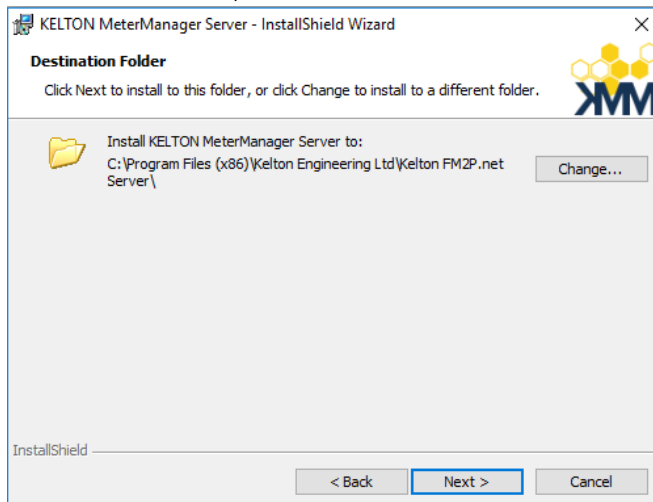 KELTON MeterManager Server - InstallShield Wizard
Destination Folder
Click Next to install to this folder, or click Change to install to a different folder.
KMM
Install KELTON MeterManager Server to:
C:\Program Files (x86)\Kelton Engineering Ltd\Kelton FM2P.net
Server\
Change...
InstallShield
< Back
Next >
Cancel